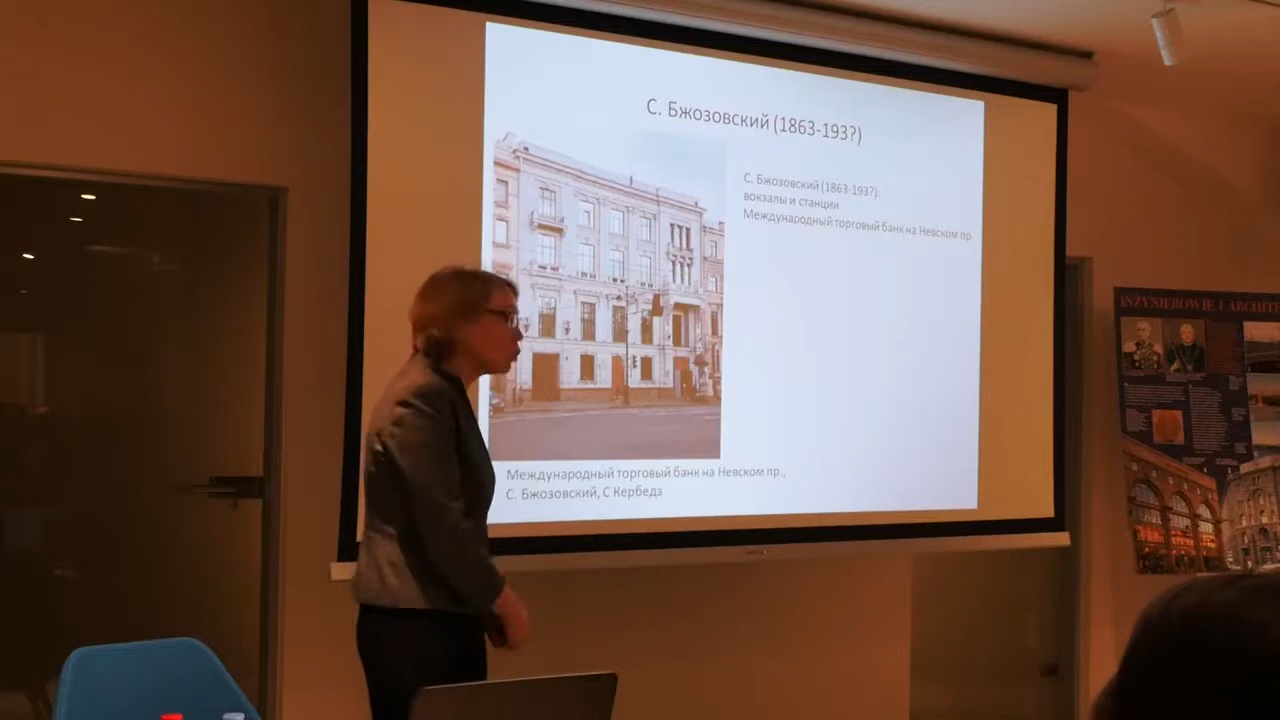 С. Бжозовский (1863-193?)
С. Бжозовский (1863-193?):
вокзалы и станции
Международный торговый банк на Невском пр.
Международный торговый банк на Невском пр.,
С. Бжозовский, С Кербедз
INŻYNIEROWIE I ARCHITE